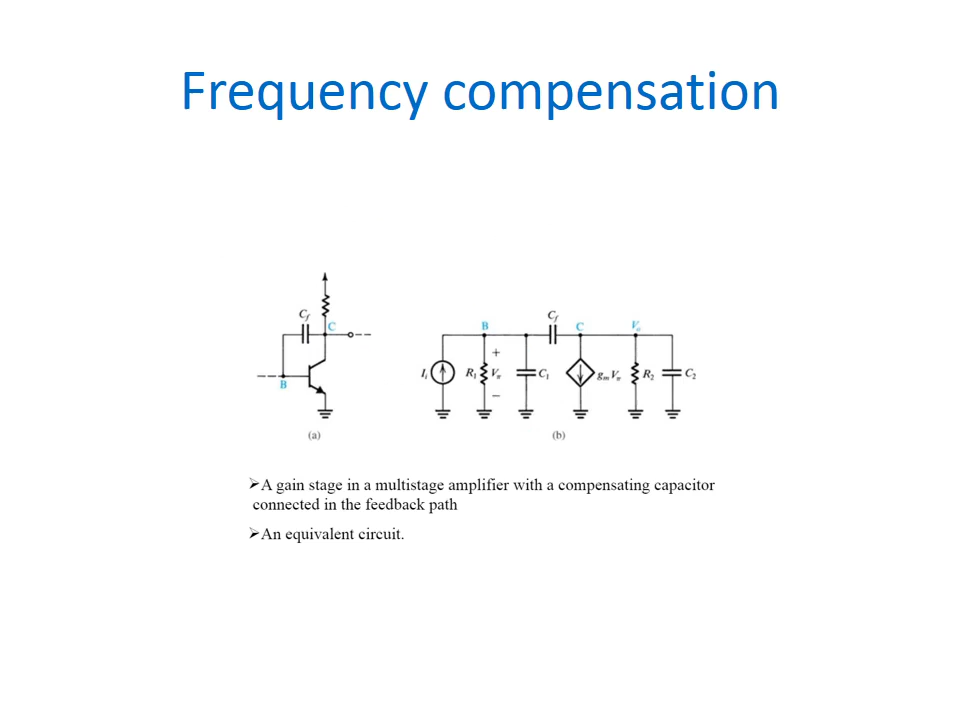 Frequency compensation
C_f
C
B
(a)
B
C_f
C
V_o
I_i
R_1
+
V_π
−
C_1
g_m V_π
R_2
C_2
(b)
➢A gain stage in a multistage amplifier with a compensating capacitor
connected in the feedback path
➢An equivalent circuit.